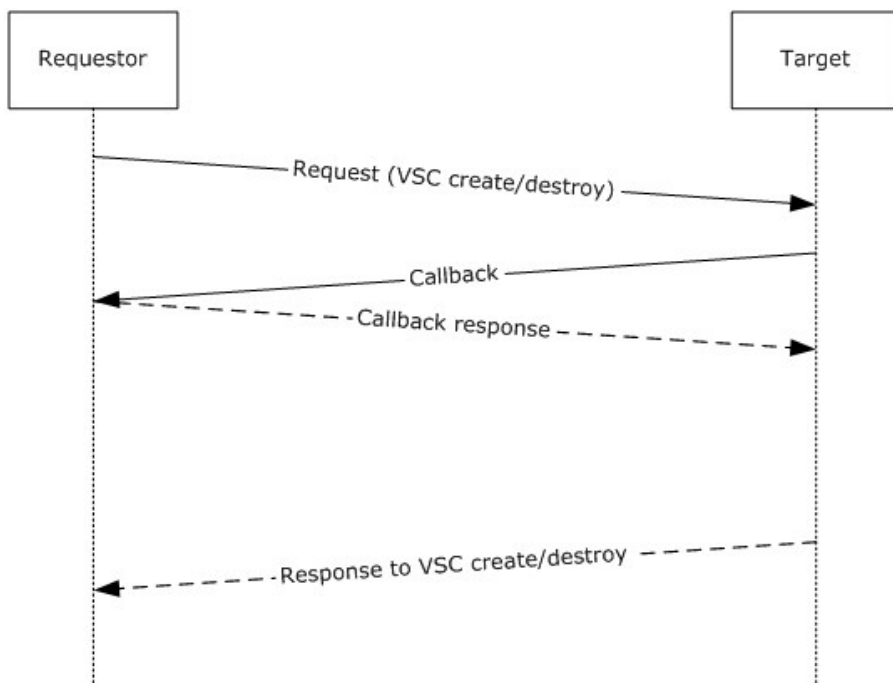 Requestor
Target
Request (VSC create/destroy)
Callback
Callback response
Response to VSC create/destroy